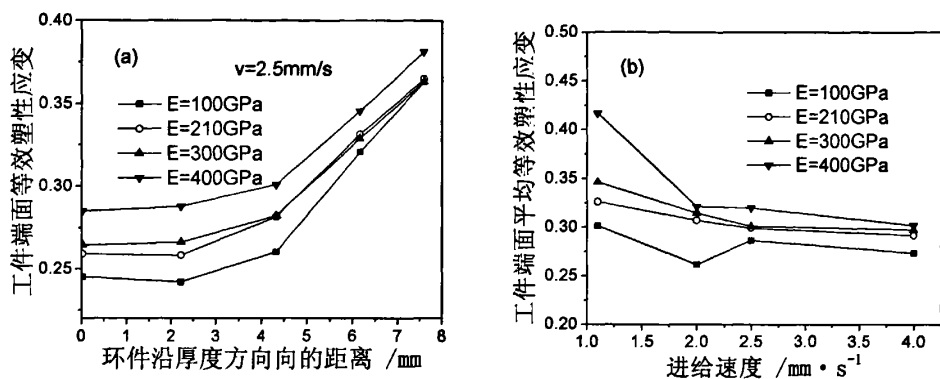 工件端面等效塑性应变
0.40
0.35
0.30
0.25
(a)
v=2.5mm/s
E=100GPa
E=210GPa
E=300GPa
E=400GPa
0 1 2 3 4 5 6 7 8
环件沿厚度方向向的距离 /mm
工件端面平均等效塑性应变
0.50
0.45
0.40
0.35
0.30
0.25
0.20
(b)
E=100GPa
E=210GPa
E=300GPa
E=400GPa
1.0 1.5 2.0 2.5 3.0 3.5 4.0
进给速度 /mm·s⁻¹